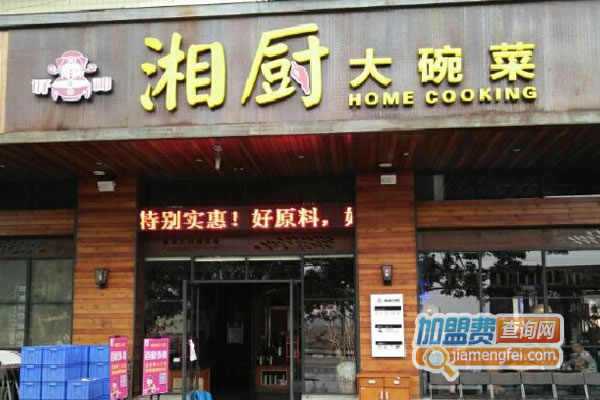 湘厨
大碗菜
HOME COOKING
特别实惠！好原料，好
加盟费查询网
jiamengfei.com